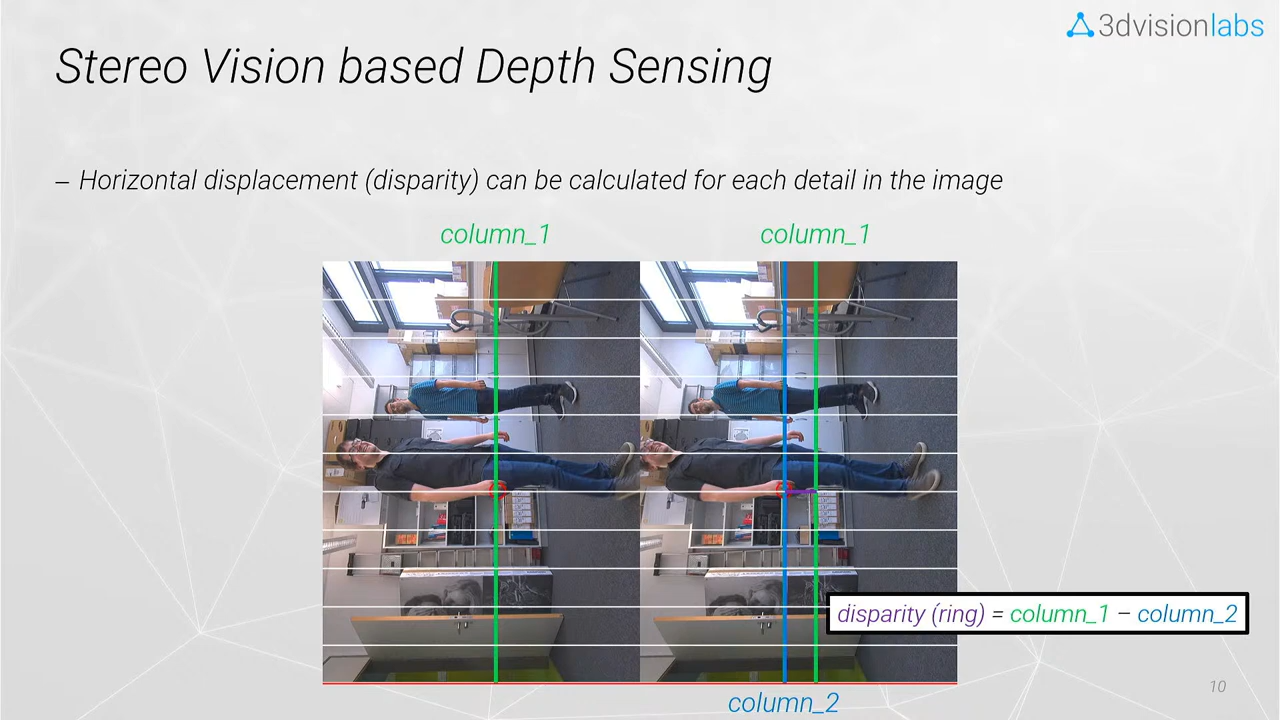 3dvisionlabs
Stereo Vision based Depth Sensing
– Horizontal displacement (disparity) can be calculated for each detail in the image
column_1
column_1
disparity (ring) = column_1 – column_2
10
column_2